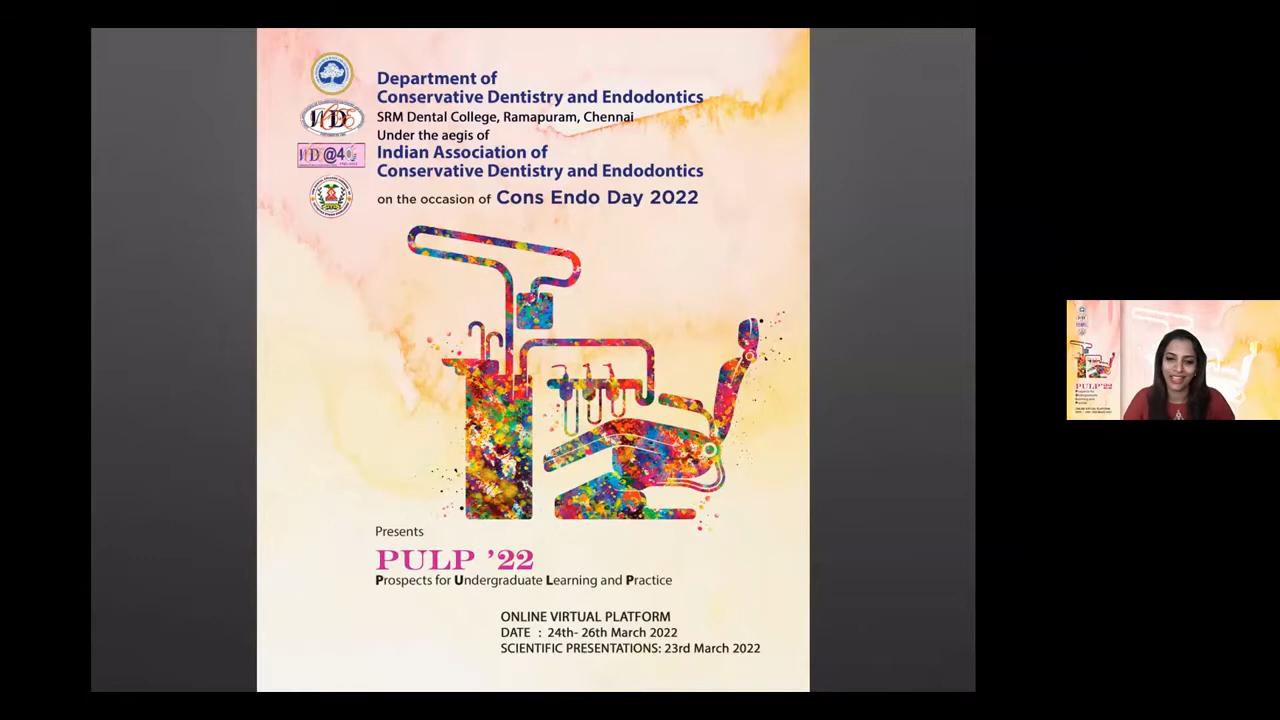 Department of
Conservative Dentistry and Endodontics
SRM Dental College, Ramapuram, Chennai
Under the aegis of
Indian Association of
Conservative Dentistry and Endodontics
on the occasion of Cons Endo Day 2022
Presents
PULP ’22
Prospects for Undergraduate Learning and Practice
ONLINE VIRTUAL PLATFORM
DATE : 24th- 26th March 2022
SCIENTIFIC PRESENTATIONS: 23rd March 2022
PULP’22